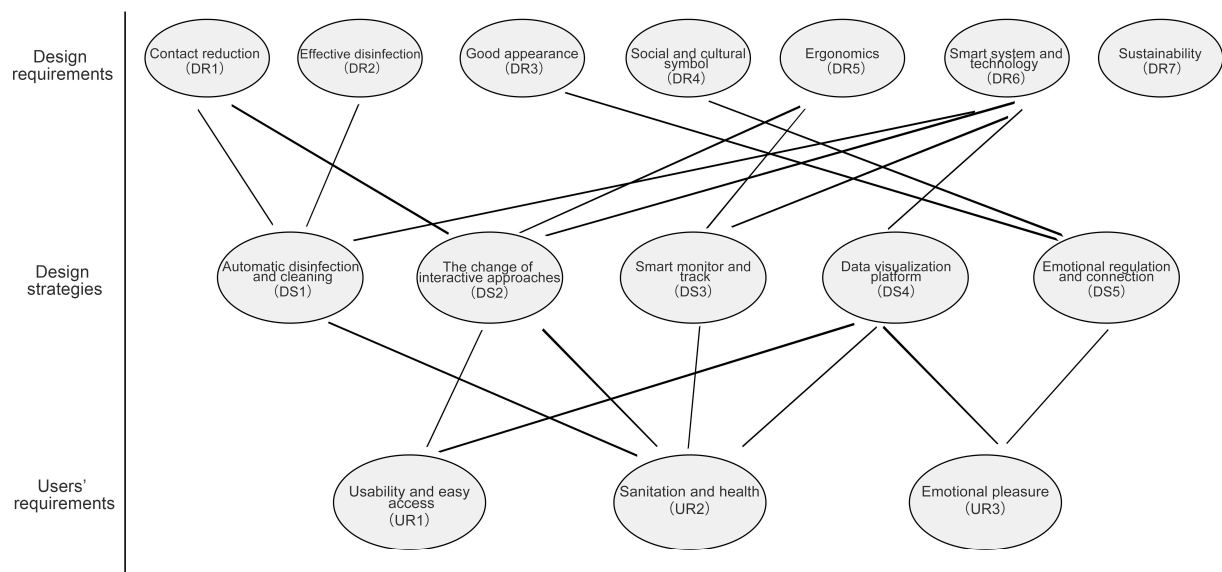 Design
requirements
Contact reduction
（DR1）
Effective disinfection
（DR2）
Good appearance
（DR3）
Social and cultural
symbol
（DR4）
Ergonomics
（DR5）
Smart system and
technology
（DR6）
Sustainability
（DR7）
Design
strategies
Automatic disinfection
and cleaning
（DS1）
The change of
interactive approaches
（DS2）
Smart monitor and
track
（DS3）
Data visualization
platform
（DS4）
Emotional regulation
and connection
（DS5）
Users’
requirements
Usability and easy
access
（UR1）
Sanitation and health
（UR2）
Emotional pleasure
（UR3）